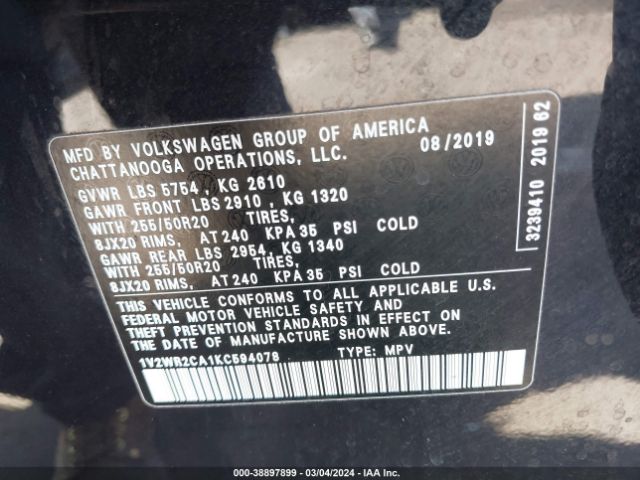 MFD BY VOLKSWAGEN GROUP OF AMERICA
CHATTANOOGA OPERATIONS, LLC. 08/2019
GVWR LBS 5754 , KG 2610
GAWR FRONT LBS 2910 , KG 1320
WITH 255/50R20 TIRES,
8JX20 RIMS, AT 240 KPA 35 PSI COLD
GAWR REAR LBS 2954, KG 1340
WITH 255/50R20 TIRES,
8JX20 RIMS, AT 240 KPA 35 PSI COLD
THIS VEHICLE CONFORMS TO ALL APPLICABLE U.S.
FEDERAL MOTOR VEHICLE SAFETY AND
THEFT PREVENTION STANDARDS IN EFFECT ON
THE DATE OF MANUFACTURE SHOWN ABOVE.
1V2WR2CA1KC594078 TYPE: MPV
3239410 2019 62
000-38897899 - 03/04/2024 - IAA Inc.